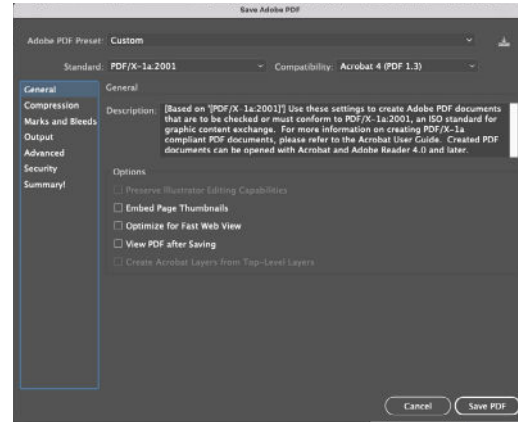 Save Adobe PDF
Adobe PDF Preset: Custom
Standard: PDF/X-1a:2001 Compatibility: Acrobat 4 (PDF 1.3)
General
Compression
Marks and Bleeds
Output
Advanced
Security
Summary!
General
Description: [Based on '[PDF/X-1a:2001]'] Use these settings to create Adobe PDF documents
that are to be checked or must conform to PDF/X-1a:2001, an ISO standard for
graphic content exchange. For more information on creating PDF/X-1a
compliant PDF documents, please refer to the Acrobat User Guide. Created PDF
documents can be opened with Acrobat and Adobe Reader 4.0 and later.
Options
Preserve Illustrator Editing Capabilities
Embed Page Thumbnails
Optimize for Fast Web View
View PDF after Saving
Create Acrobat Layers from Top-Level Layers
Cancel Save PDF